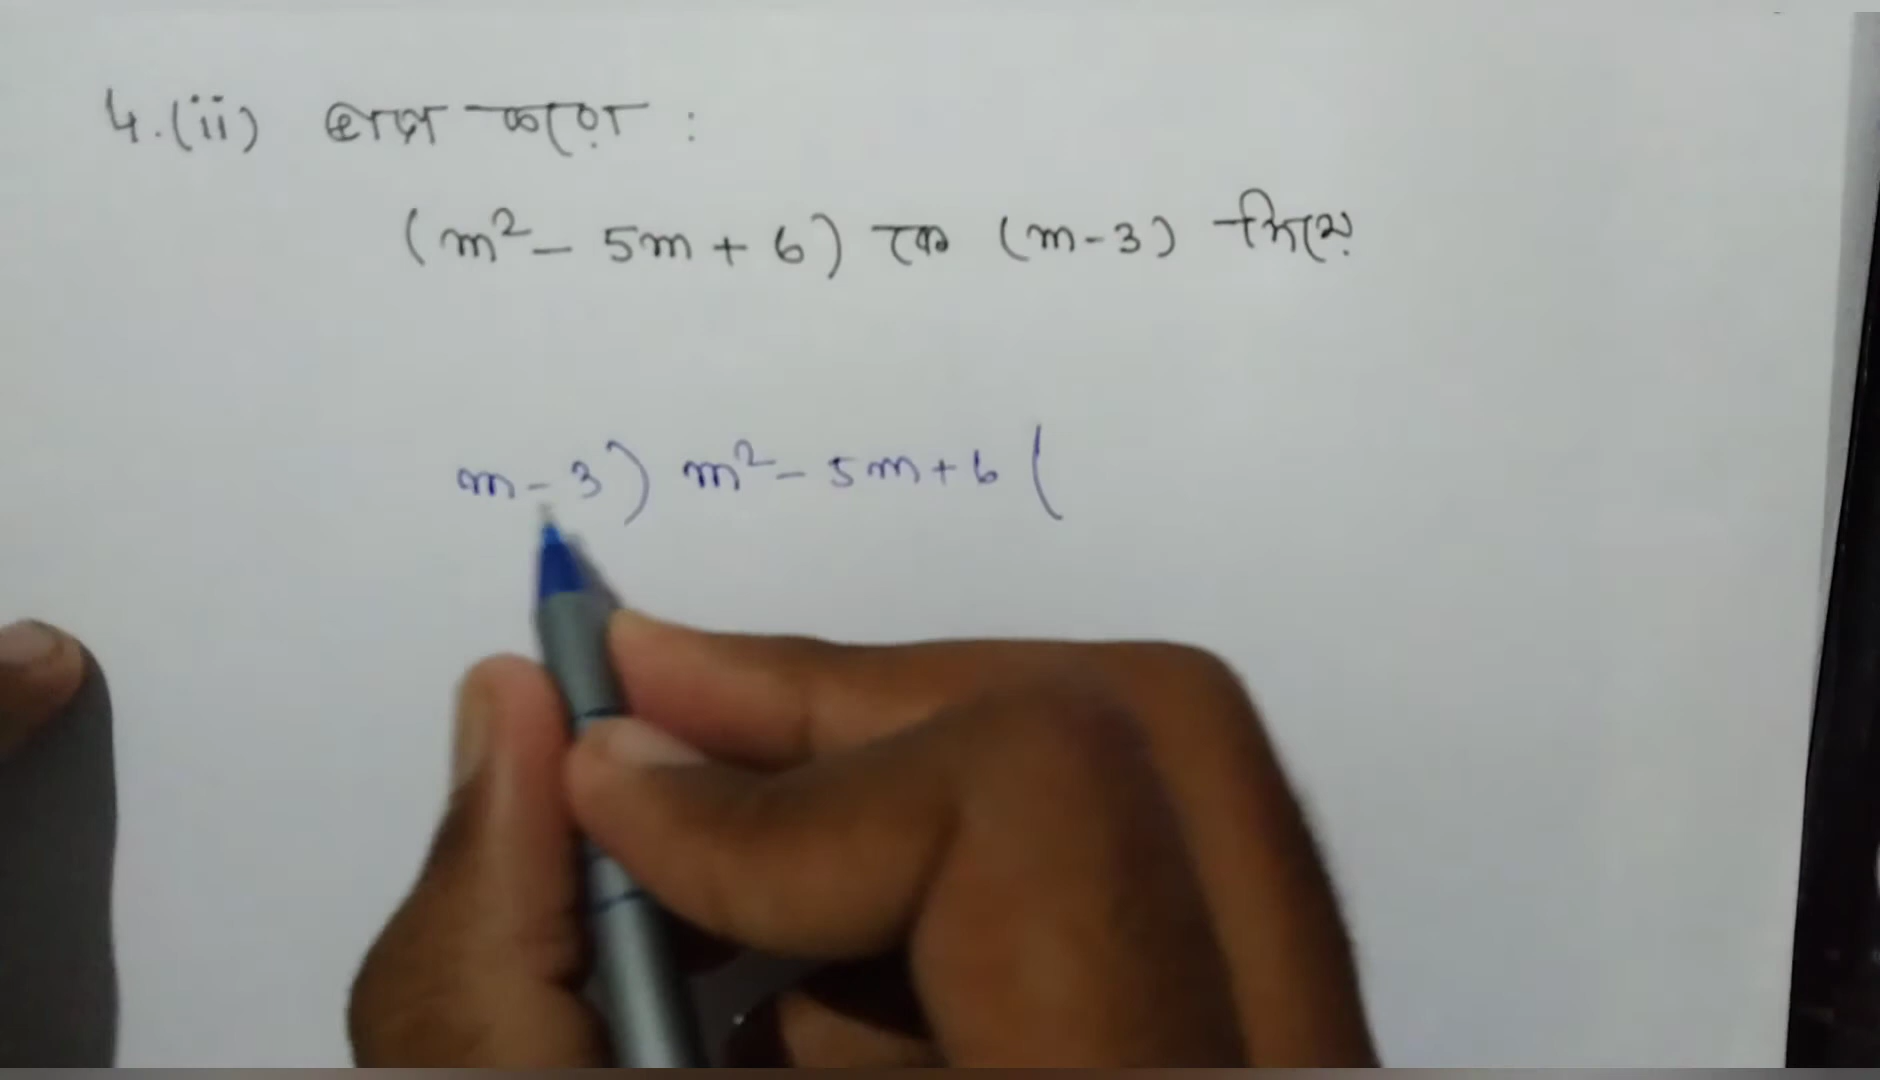 4.(ii) ভাগ করো :
(m² - 5m + 6) কে (m-3) দিয়ে
m - 3) m² - 5m + 6 (